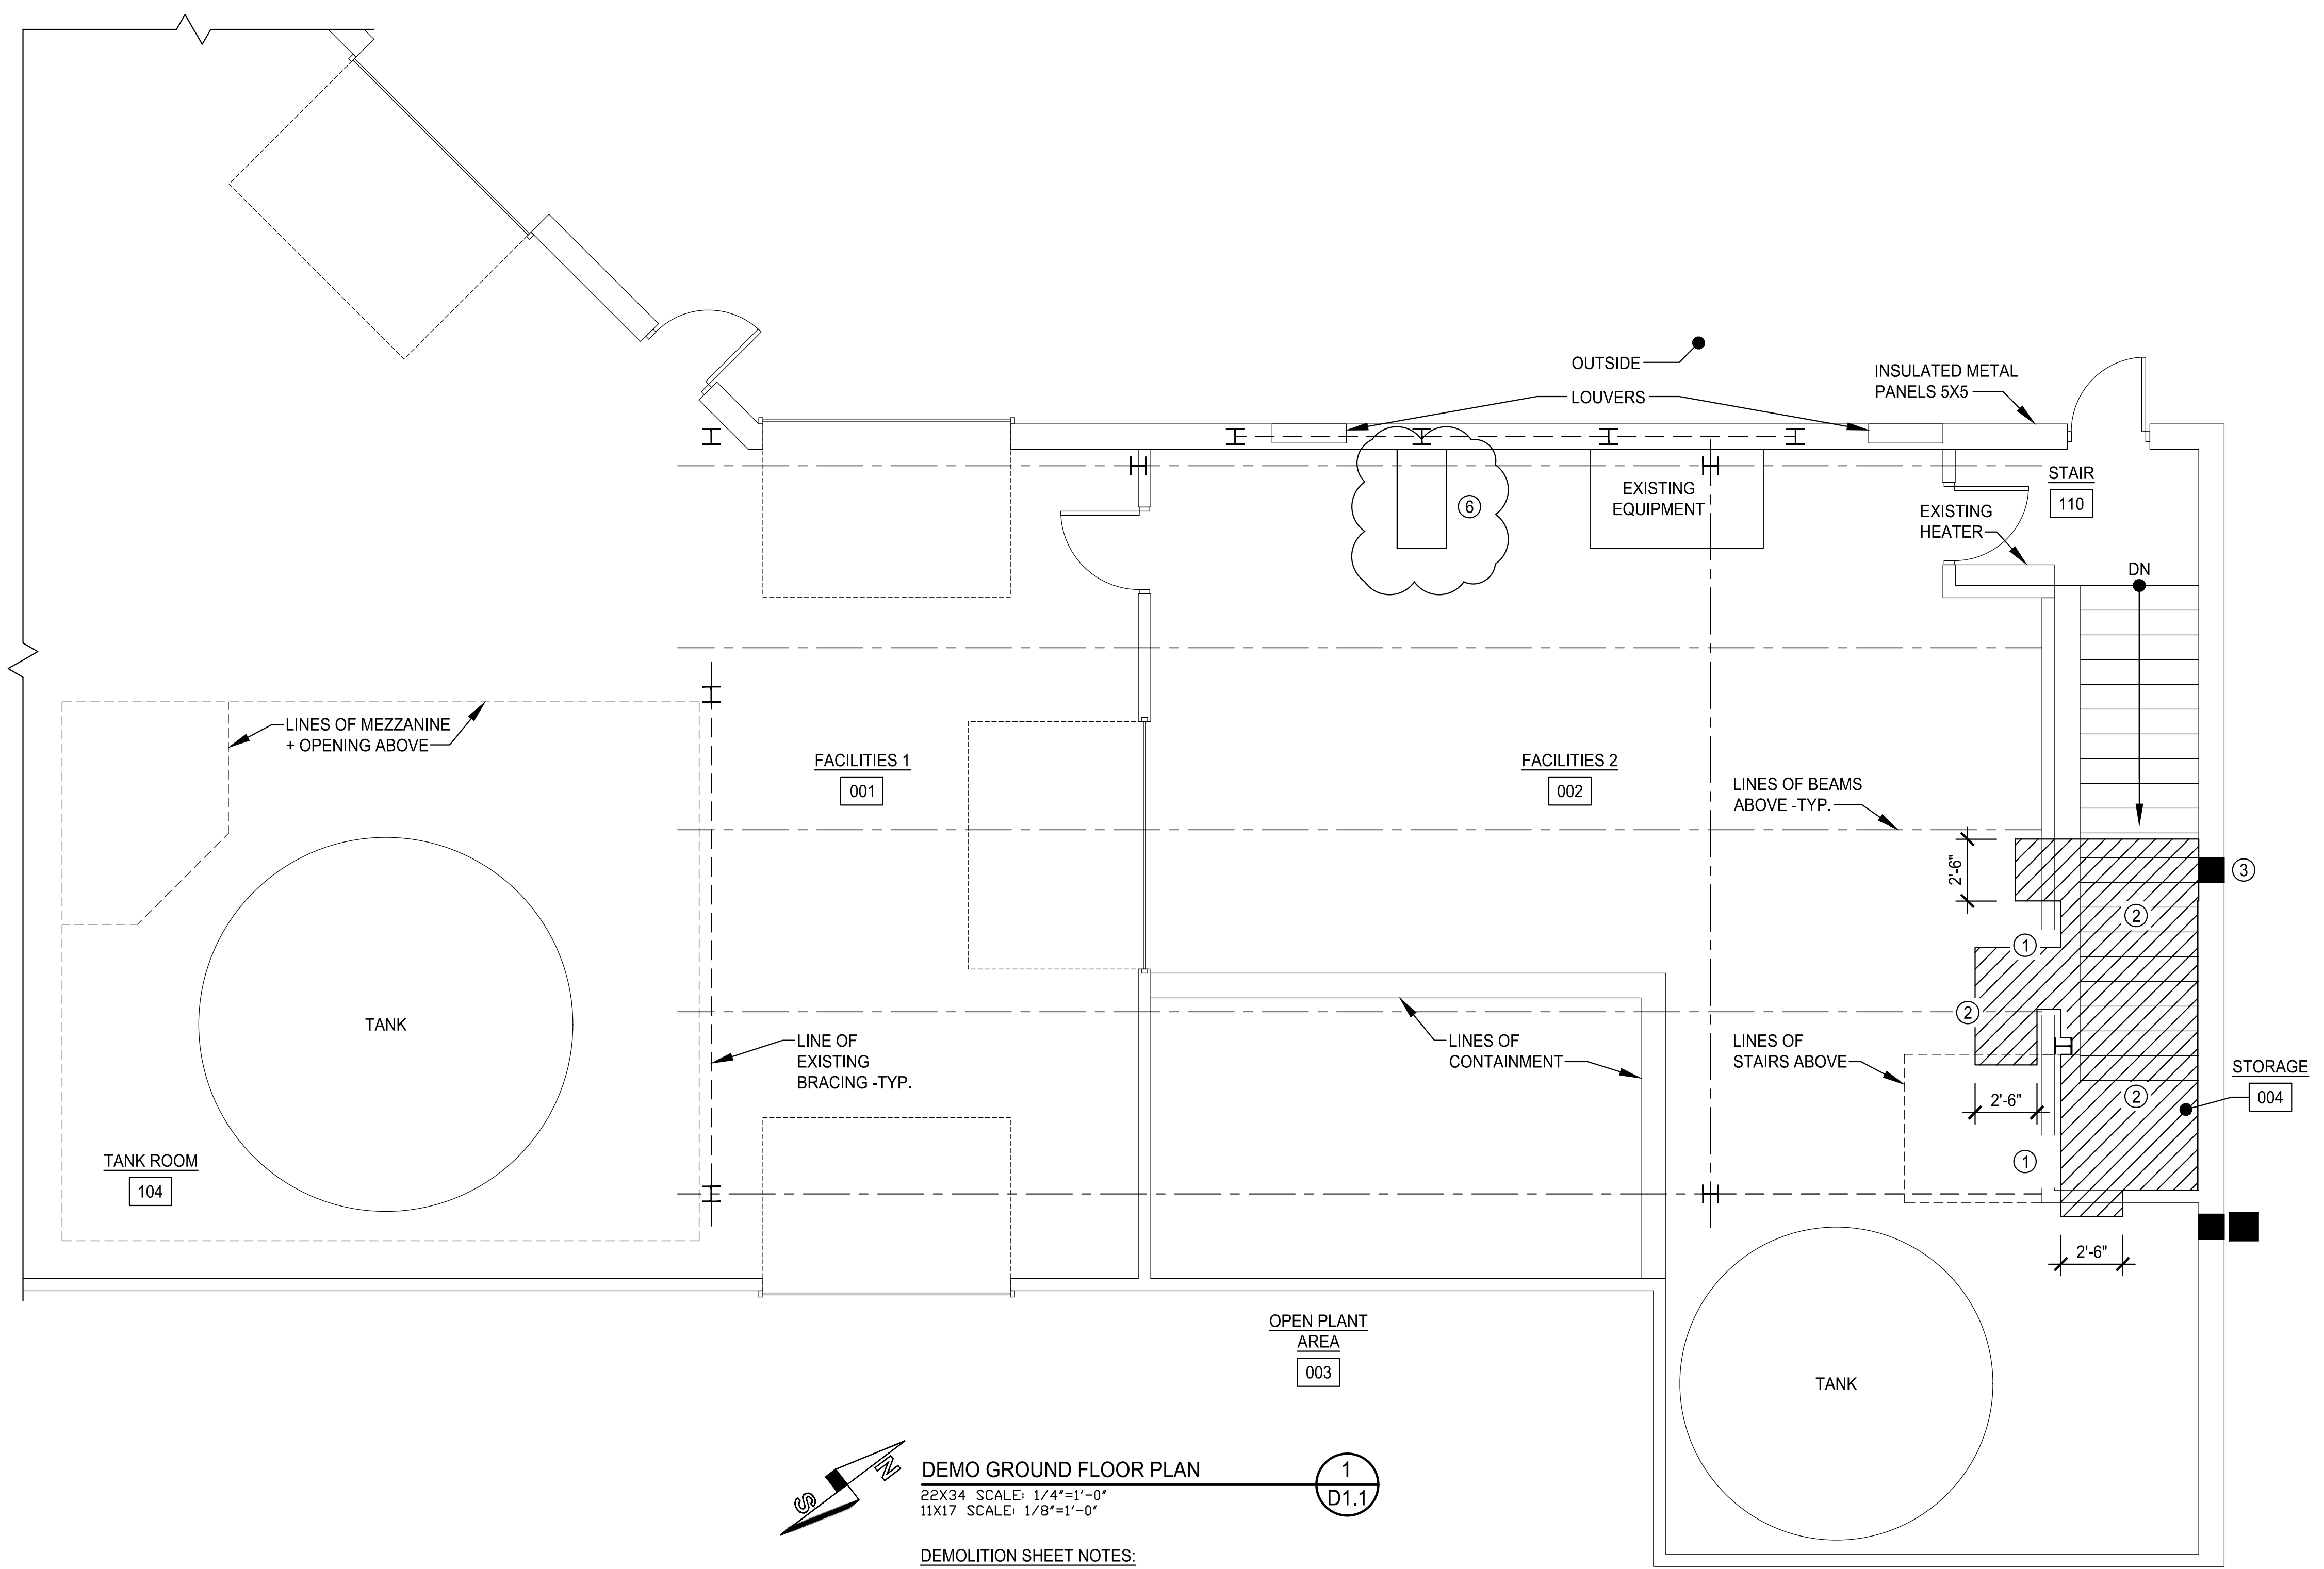 OUTSIDE
INSULATED METAL
PANELS 5X5
LOUVERS
STAIR
110
EXISTING
EQUIPMENT
6
EXISTING
HEATER
DN
LINES OF MEZZANINE
+ OPENING ABOVE
FACILITIES 1
001
FACILITIES 2
002
LINES OF BEAMS
ABOVE -TYP.
2'-6"
3
2
1
2
TANK
LINE OF
EXISTING
BRACING -TYP.
LINES OF
CONTAINMENT
LINES OF
STAIRS ABOVE
STORAGE
004
2'-6"
2
1
TANK ROOM
104
2'-6"
OPEN PLANT
AREA
003
TANK
N
S
DEMO GROUND FLOOR PLAN
1
D1.1
22X34 SCALE: 1/4"=1'-0"
11X17 SCALE: 1/8"=1'-0"
DEMOLITION SHEET NOTES: